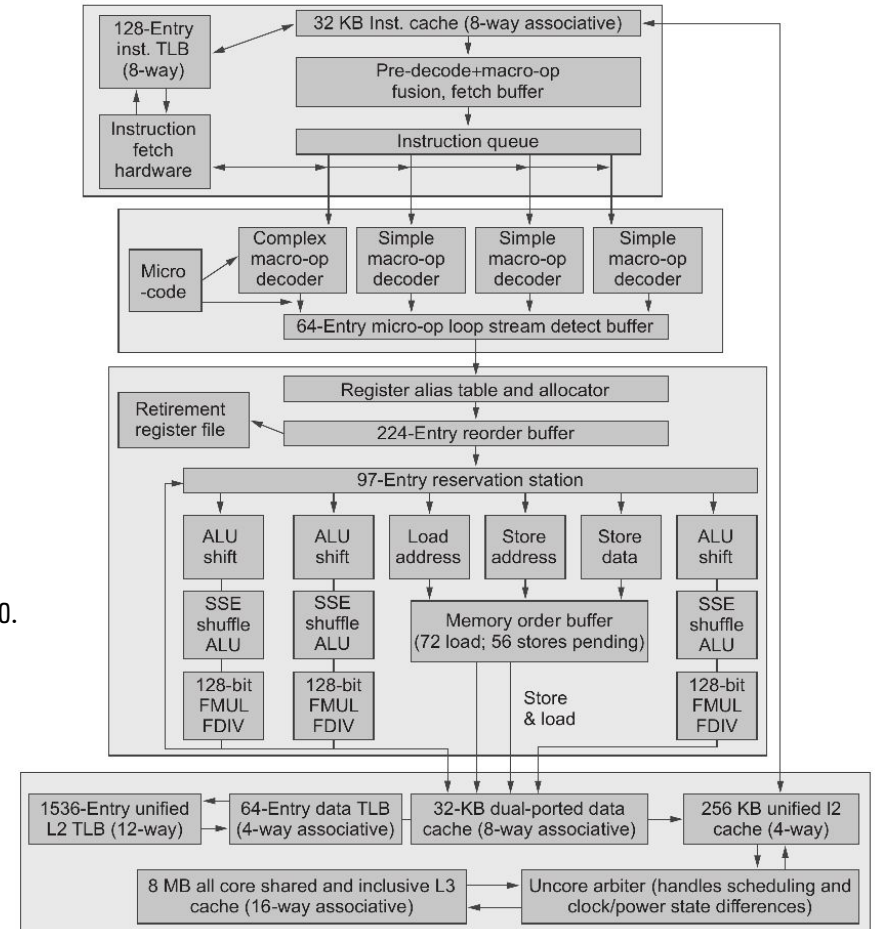 128-Entry
inst. TLB
(8-way)
32 KB Inst. cache (8-way associative)
Pre-decode+macro-op
fusion, fetch buffer
Instruction
fetch
hardware
Instruction queue
Micro
-code
Complex
macro-op
decoder
Simple
macro-op
decoder
Simple
macro-op
decoder
Simple
macro-op
decoder
64-Entry micro-op loop stream detect buffer
Register alias table and allocator
Retirement
register file
224-Entry reorder buffer
97-Entry reservation station
ALU
shift
ALU
shift
Load
address
Store
address
Store
data
ALU
shift
0.
SSE
shuffle
ALU
SSE
shuffle
ALU
Memory order buffer
(72 load; 56 stores pending)
SSE
shuffle
ALU
128-bit
FMUL
FDIV
128-bit
FMUL
FDIV
Store
& load
128-bit
FMUL
FDIV
1536-Entry unified
L2 TLB (12-way)
64-Entry data TLB
(4-way associative)
32-KB dual-ported data
cache (8-way associative)
256 KB unified l2
cache (4-way)
8 MB all core shared and inclusive L3
cache (16-way associative)
Uncore arbiter (handles scheduling and
clock/power state differences)